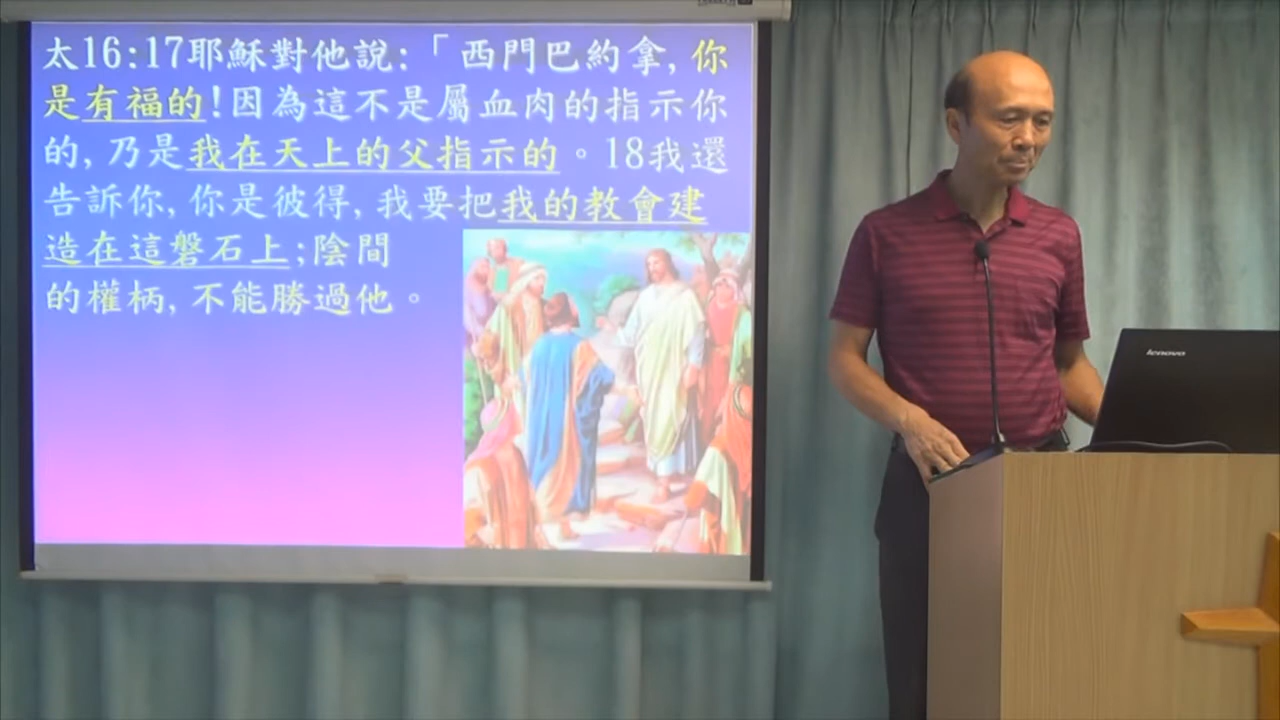 太16:17耶穌對他說:「西門巴約拿,你
是有福的!因為這不是屬血肉的指示你
的,乃是我在天上的父指示的。18我還
告訴你,你是彼得,我要把我的教會建
造在這磐石上;陰間
的權柄,不能勝過他。
lenovo